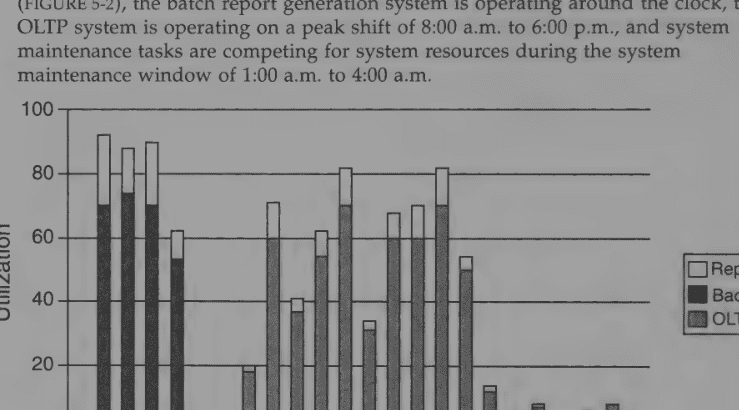 (FIGURE 5-2), the batch report generation system is operating around the clock,
OLTP system is operating on a peak shift of 8:00 a.m. to 6:00 p.m., and system
maintenance tasks are competing for system resources during the system
maintenance window of 1:00 a.m. to 4:00 a.m.
100
80
60
40
20
Utilization
Rep
Bac
OLT